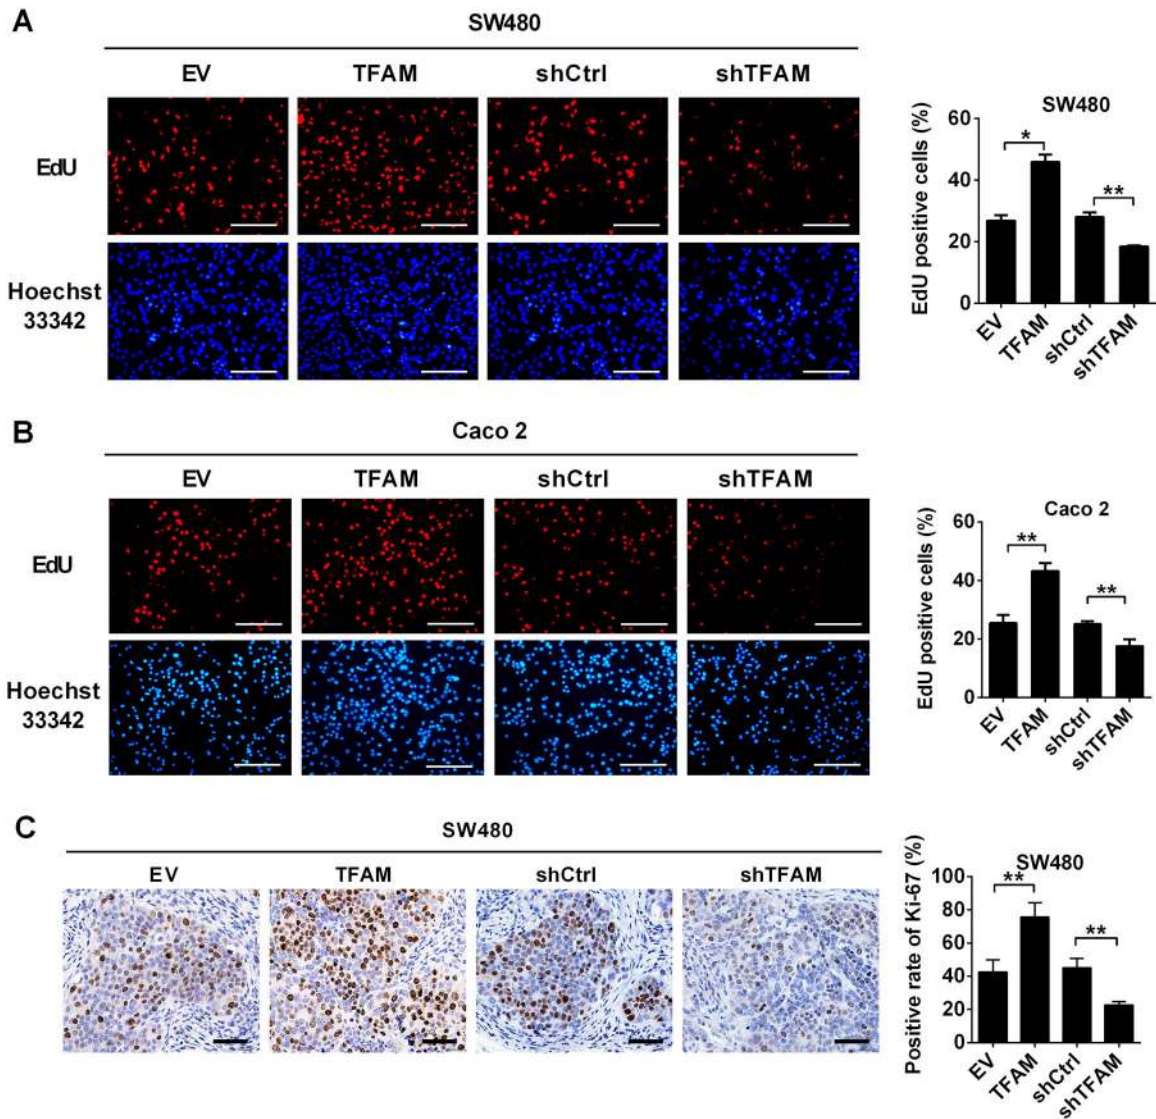 A
SW480
EV TFAM shCtrl shTFAM
EdU
Hoechst
33342
SW480
EdU positive cells (%)
60
40
20
0
*
**
EV TFAM shCtrl shTFAM
B
Caco 2
EV TFAM shCtrl shTFAM
EdU
Hoechst
33342
Caco 2
EdU positive cells (%)
60
40
20
0
**
**
EV TFAM shCtrl shTFAM
C
SW480
EV TFAM shCtrl shTFAM
SW480
Positive rate of Ki-67 (%)
100
80
60
40
20
0
**
**
EV TFAM shCtrl shTFAM